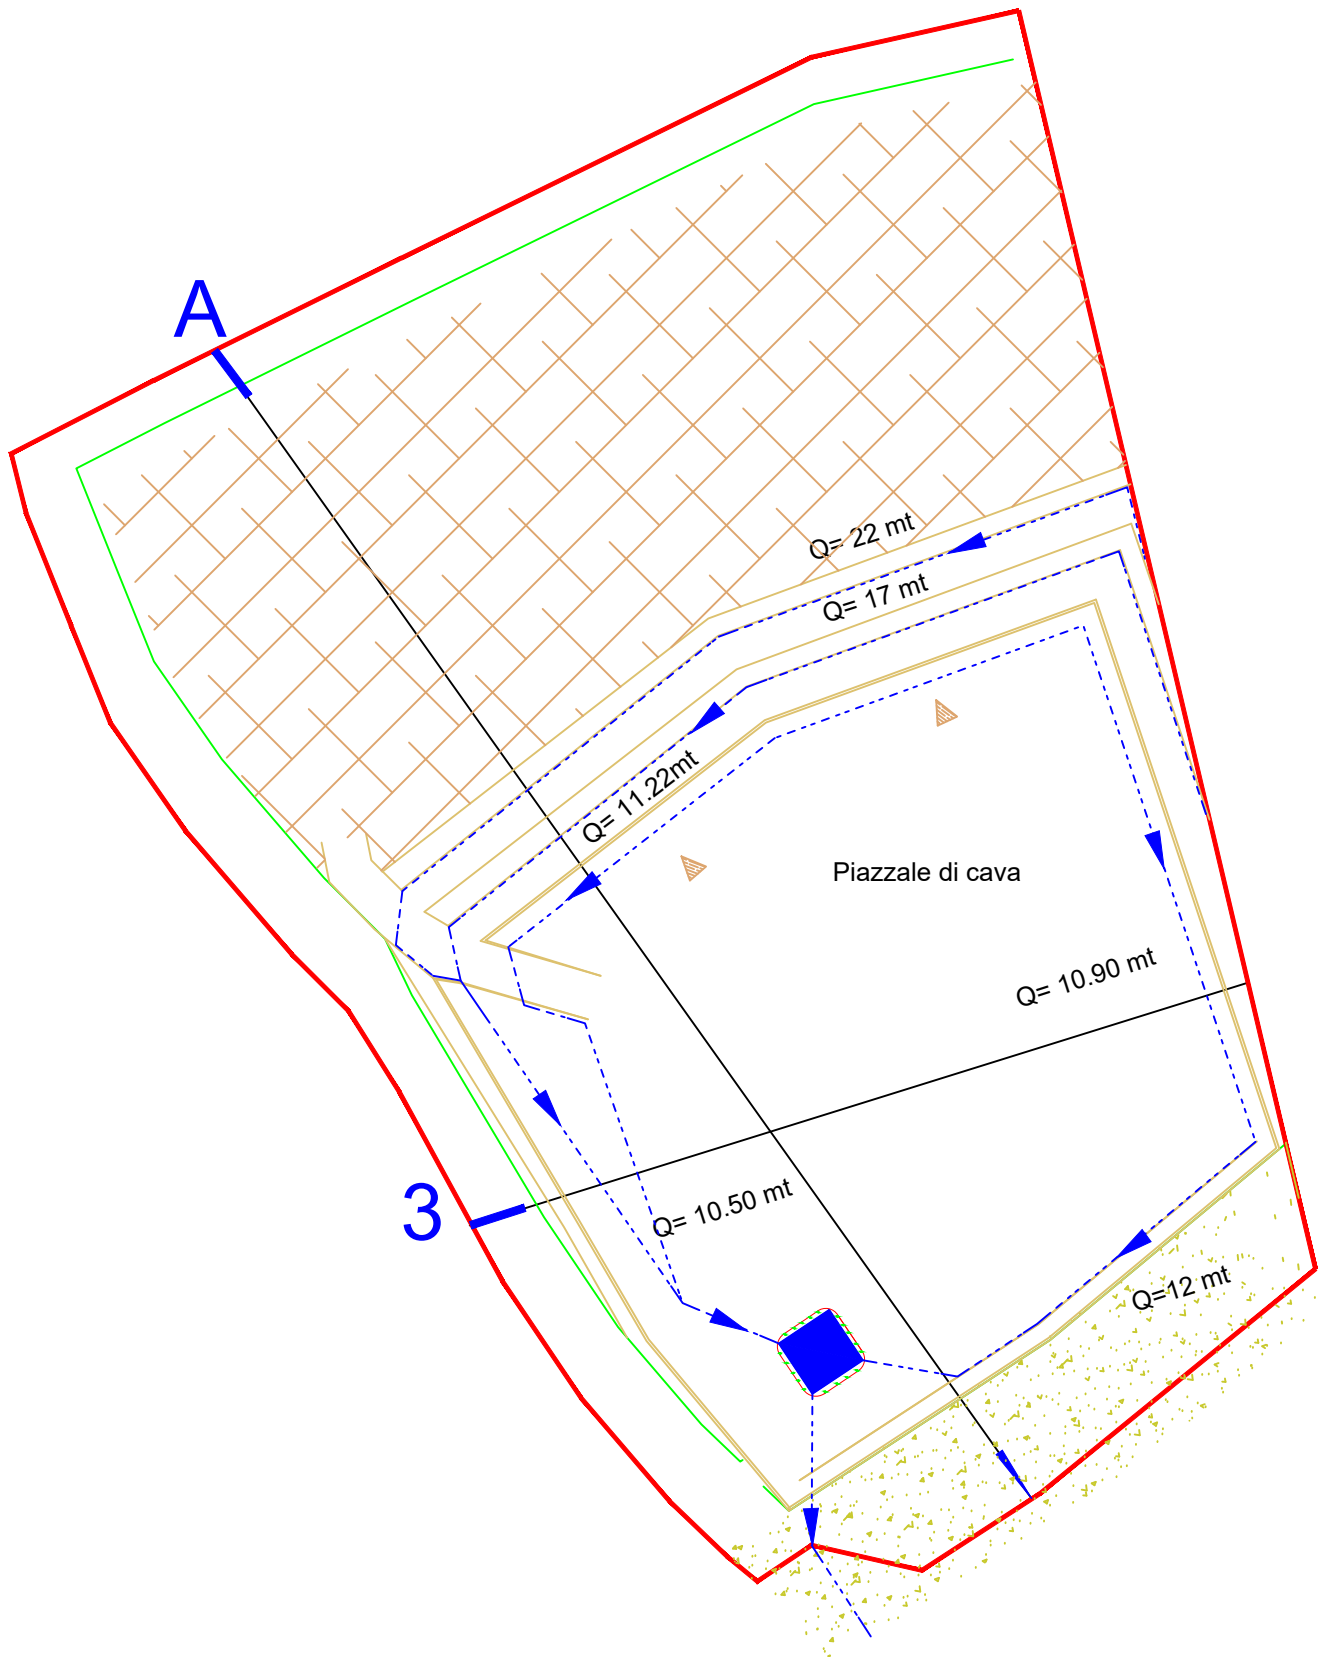 A
Q= 22 mt
Q= 17 mt
Q= 11.22mt
Piazzale di cava
Q= 10.90 mt
3
Q= 10.50 mt
Q=12 mt